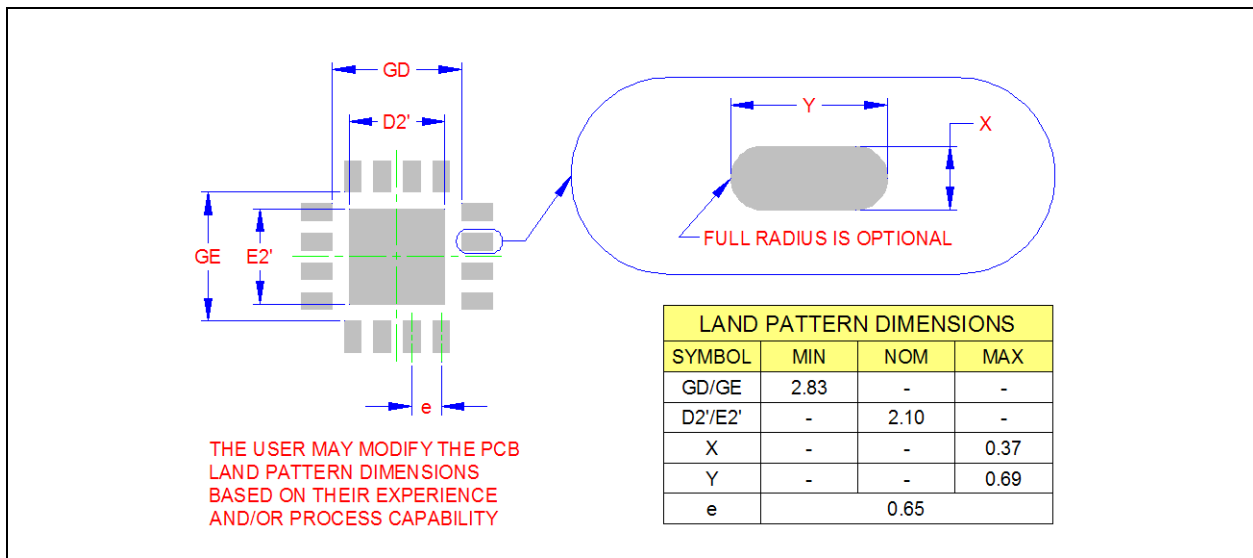 GD
D2'
GE
E2'
e
Y
X
FULL RADIUS IS OPTIONAL
THE USER MAY MODIFY THE PCB
LAND PATTERN DIMENSIONS
BASED ON THEIR EXPERIENCE
AND/OR PROCESS CAPABILITY
LAND PATTERN DIMENSIONS
SYMBOL MIN NOM MAX
GD/GE 2.83 - -
D2'/E2' - 2.10 -
X - - 0.37
Y - - 0.69
e 0.65